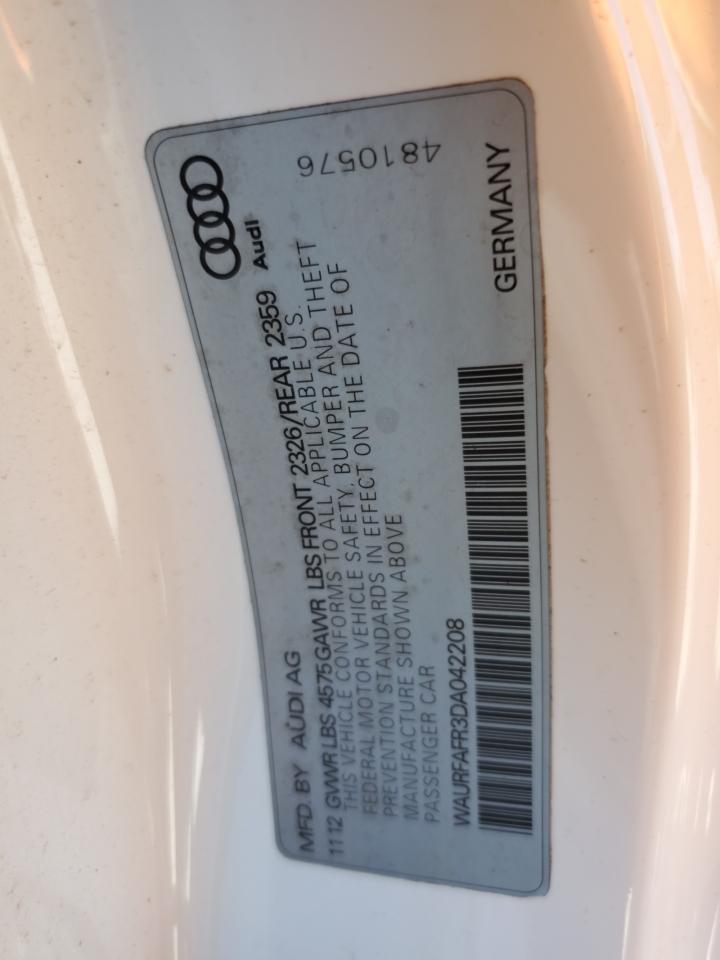 MFD. BY AUDI AG
11 12 GVWR LBS 4575 GAWR LBS FRONT 2326/REAR 2359
THIS VEHICLE CONFORMS TO ALL APPLICABLE U.S.
FEDERAL MOTOR VEHICLE SAFETY, BUMPER AND THEFT
PREVENTION STANDARDS IN EFFECT ON THE DATE OF
MANUFACTURE SHOWN ABOVE
PASSENGER CAR
WAURFAFR3DA042208
Audi
4810576
GERMANY